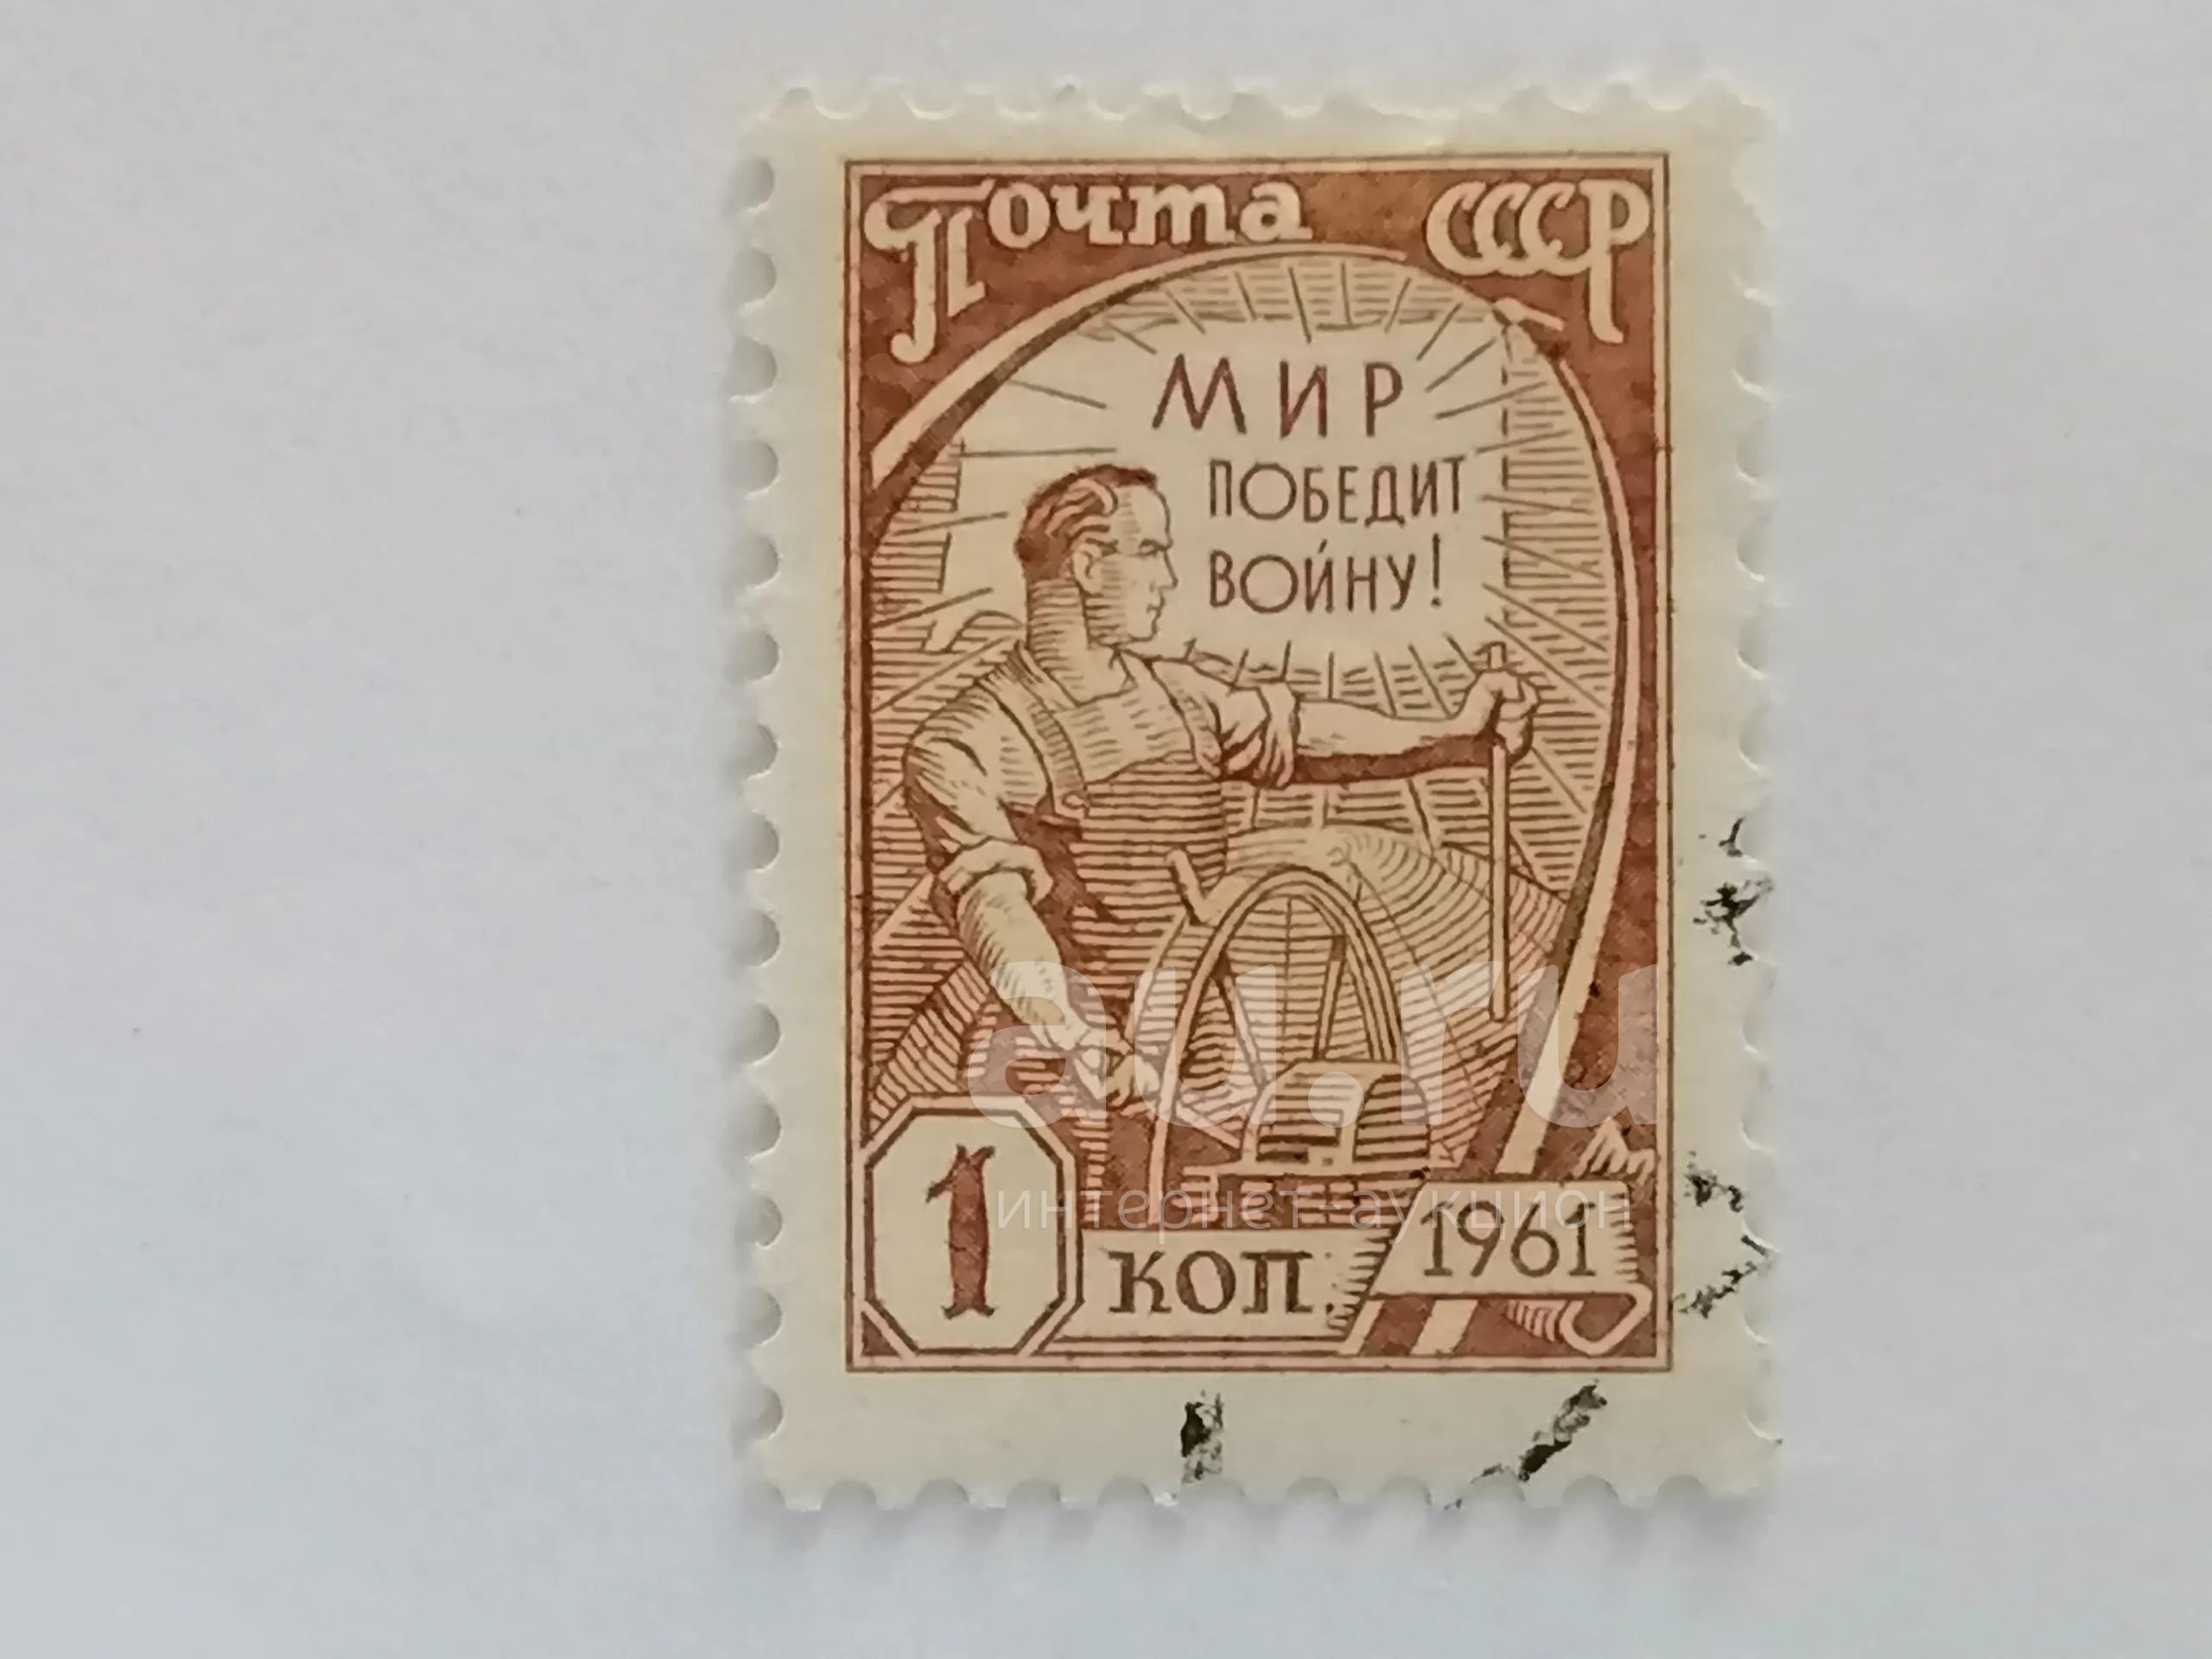 Почта СССР
МИР
ПОБЕДИТ
ВОЙНУ!
au.ru
интернет-аукцион
1 КОП.
1961